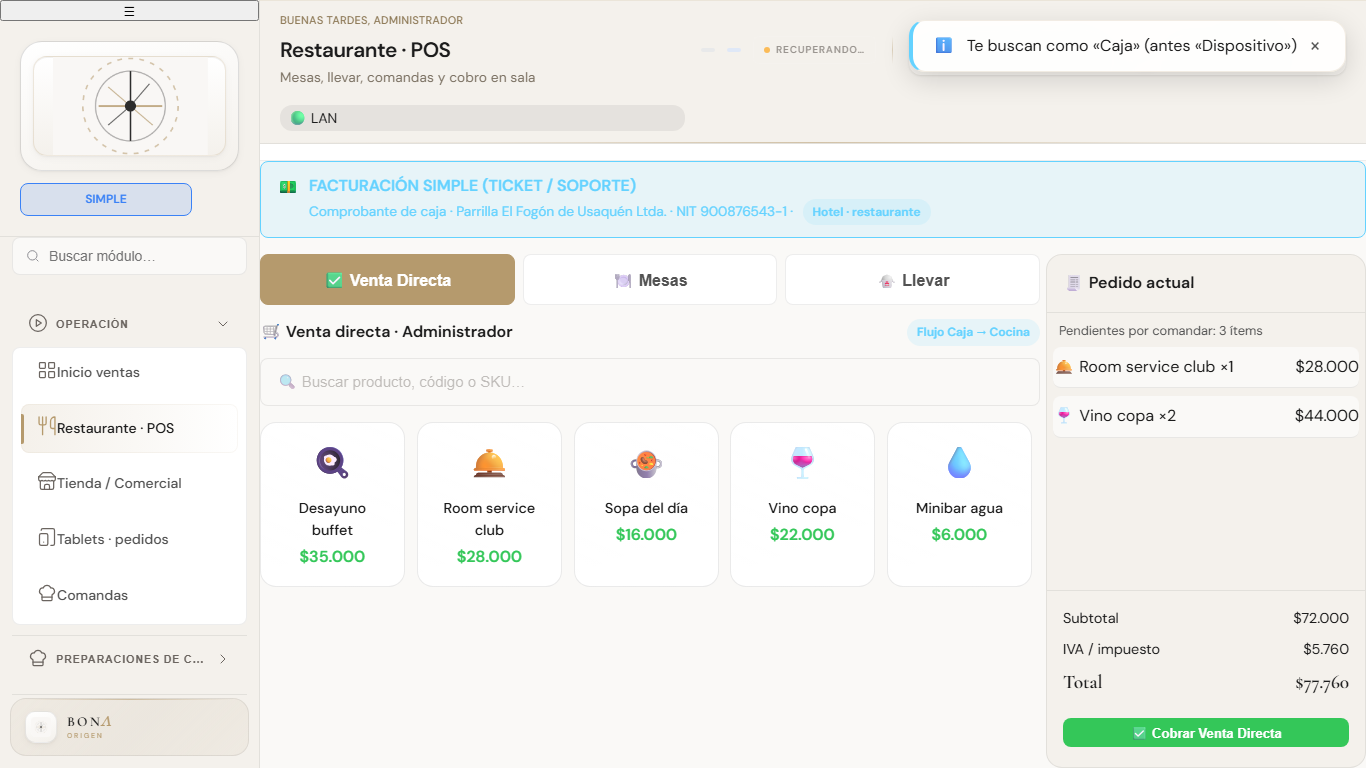 ☰
SIMPLE
Buscar módulo…
OPERACIÓN
Inicio ventas
Restaurante · POS
Tienda / Comercial
Tablets · pedidos
Comandas
PREPARACIONES DE C…
BONA
ORIGEN
BUENAS TARDES, ADMINISTRADOR
Restaurante · POS
Mesas, llevar, comandas y cobro en sala
RECUPERANDO…
LAN
Te buscan como «Caja» (antes «Dispositivo») ×
FACTURACIÓN SIMPLE (TICKET / SOPORTE)
Comprobante de caja · Parrilla El Fogón de Usaquén Ltda. · NIT 900876543-1 · Hotel · restaurante
✅ Venta Directa
Mesas
Llevar
Venta directa · Administrador
Flujo Caja → Cocina
Buscar producto, código o SKU…
Desayuno
buffet
$35.000
Room service
club
$28.000
Sopa del día
$16.000
Vino copa
$22.000
Minibar agua
$6.000
Pedido actual
Pendientes por comandar: 3 ítems
Room service club ×1 $28.000
Vino copa ×2 $44.000
Subtotal $72.000
IVA / impuesto $5.760
Total $77.760
✅ Cobrar Venta Directa